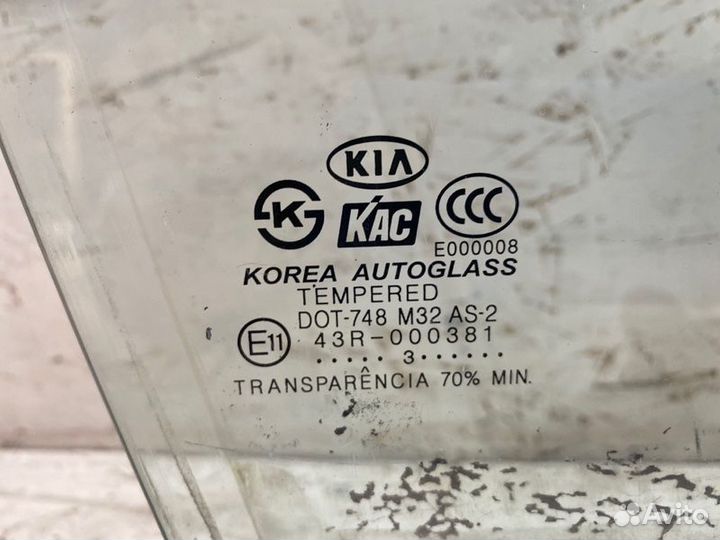 KIA
K
KAC
CCC
E000008
KOREA AUTOGLASS
TEMPERED
DOT-748 M32 AS-2
E11 43R-000381
..... 3......
TRANSPARÊNCIA 70% MIN.
Avito